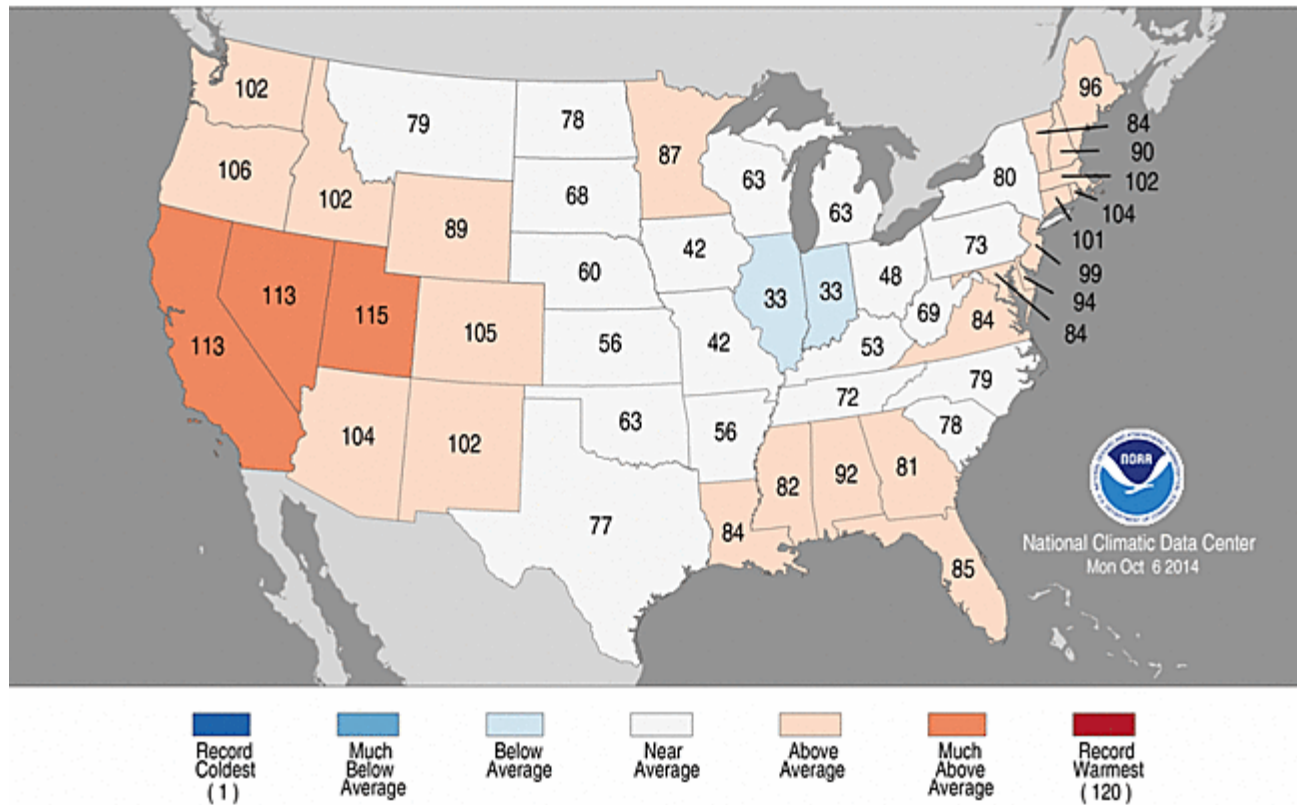 102
79
78
87
96
84
90
102
104
101
99
94
84
106
102
68
63
63
80
89
42
73
60
48
113
113
115
33
33
69
84
105
56
42
53
79
72
104
102
63
56
78
82
92
81
77
84
85
NOAA
National Climatic Data Center
Mon Oct 6 2014
Record
Coldest
( 1 )
Much
Below
Average
Below
Average
Near
Average
Above
Average
Much
Above
Average
Record
Warmest
( 120 )